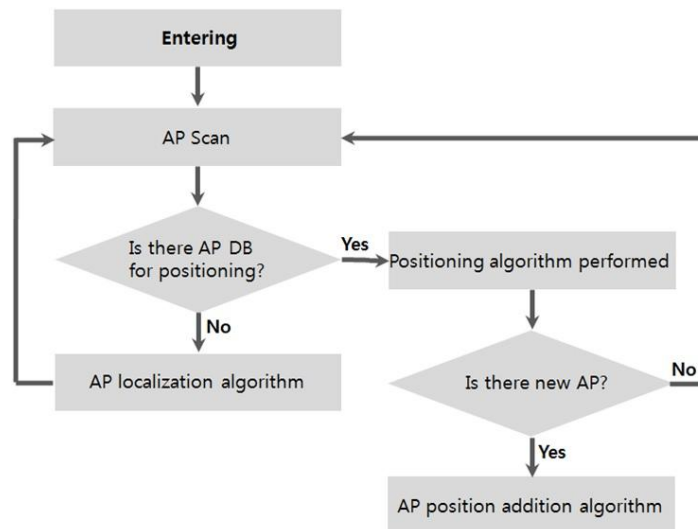 Entering
AP Scan
Is there AP DB
for positioning?
Yes
Positioning algorithm performed
No
AP localization algorithm
Is there new AP?
No
Yes
AP position addition algorithm